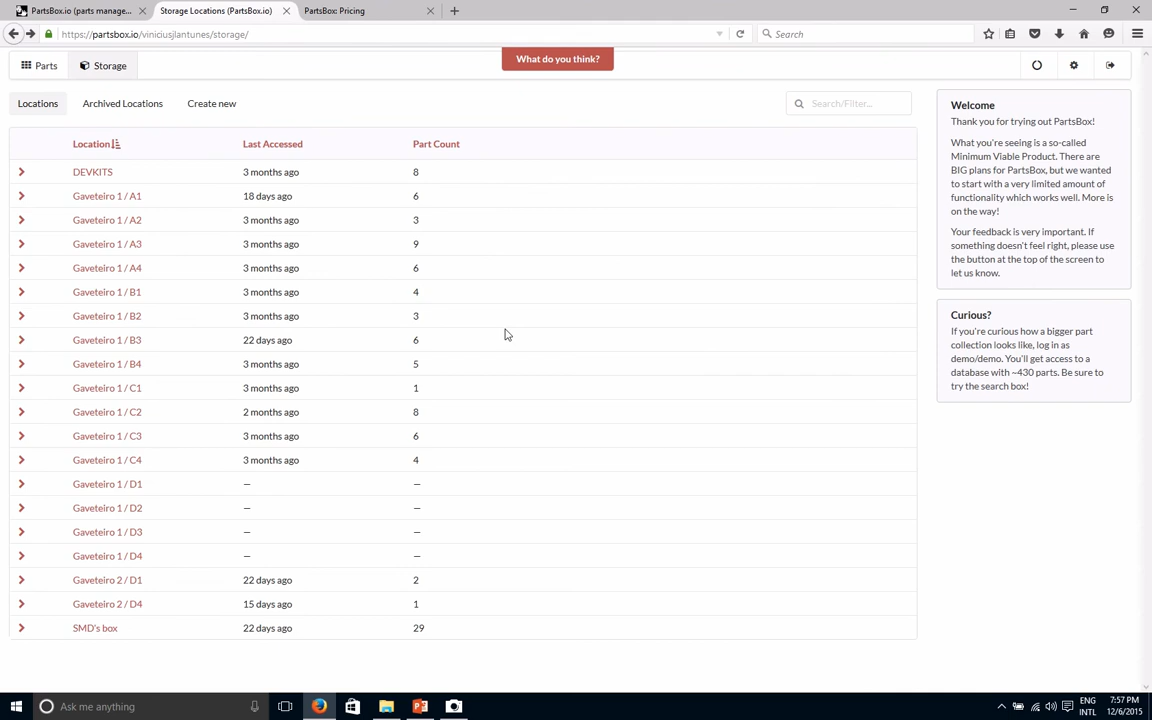 PartsBox.io (parts manage...
Storage Locations (PartsBox.io)
PartsBox: Pricing
https://partsbox.io/viniciusjlantunes/storage/
Search
Parts
Storage
What do you think?
Locations
Archived Locations
Create new
Search/Filter...
Location
Last Accessed
Part Count
DEVKITS 3 months ago 8
Gaveteiro 1 / A1 18 days ago 6
Gaveteiro 1 / A2 3 months ago 3
Gaveteiro 1 / A3 3 months ago 9
Gaveteiro 1 / A4 3 months ago 6
Gaveteiro 1 / B1 3 months ago 4
Gaveteiro 1 / B2 3 months ago 3
Gaveteiro 1 / B3 22 days ago 6
Gaveteiro 1 / B4 3 months ago 5
Gaveteiro 1 / C1 3 months ago 1
Gaveteiro 1 / C2 2 months ago 8
Gaveteiro 1 / C3 3 months ago 6
Gaveteiro 1 / C4 3 months ago 4
Gaveteiro 1 / D1 — —
Gaveteiro 1 / D2 — —
Gaveteiro 1 / D3 — —
Gaveteiro 1 / D4 — —
Gaveteiro 2 / D1 22 days ago 2
Gaveteiro 2 / D4 15 days ago 1
SMD's box 22 days ago 29
Welcome
Thank you for trying out PartsBox!
What you're seeing is a so-called
Minimum Viable Product. There are
BIG plans for PartsBox, but we wanted
to start with a very limited amount of
functionality which works well. More is
on the way!
Your feedback is very important. If
something doesn't feel right, please use
the button at the top of the screen to
let us know.
Curious?
If you're curious how a bigger part
collection looks like, log in as
demo/demo. You'll get access to a
database with ~430 parts. Be sure to
try the search box!
Ask me anything
ENG
INTL
7:57 PM
12/6/2015